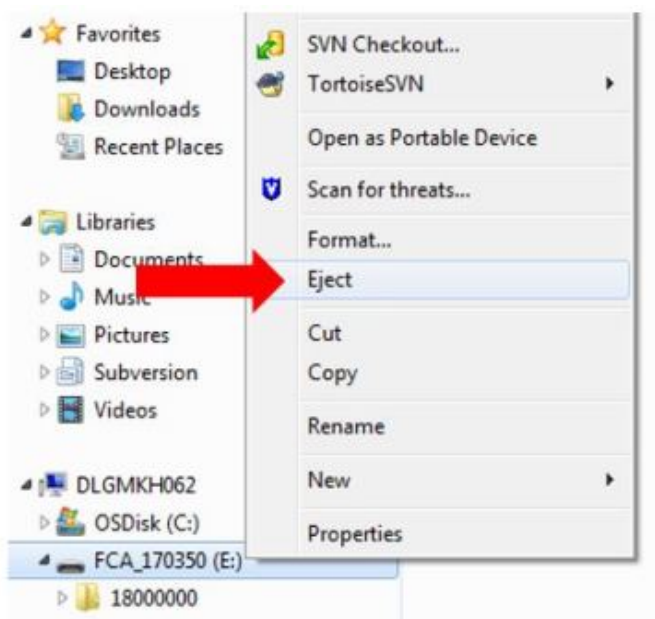 Favorites
Desktop
Downloads
Recent Places
Libraries
Documents
Music
Pictures
Subversion
Videos
DLGMKH062
OSDisk (C:)
FCA_170350 (E:)
18000000
SVN Checkout...
TortoiseSVN
Open as Portable Device
Scan for threats...
Format...
Eject
Cut
Copy
Rename
New
Properties